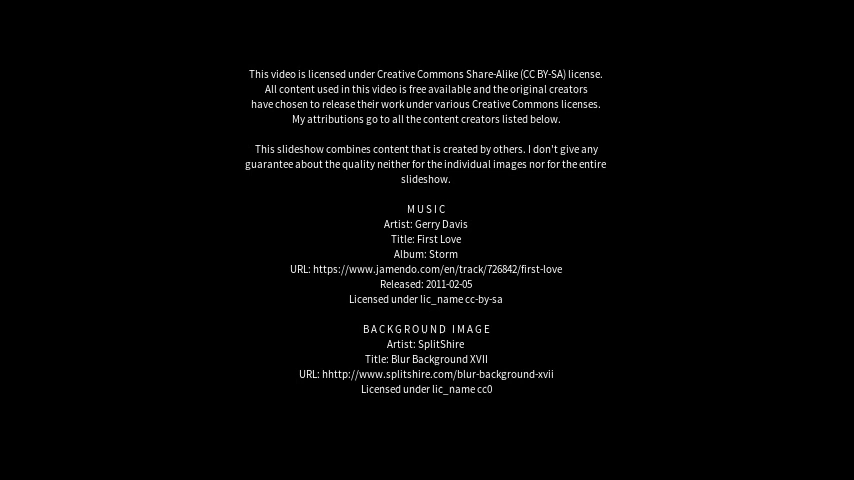 This video is licensed under Creative Commons Share-Alike (CC BY-SA) license.
All content used in this video is free available and the original creators
have chosen to release their work under various Creative Commons licenses.
My attributions go to all the content creators listed below.
This slideshow combines content that is created by others. I don't give any
guarantee about the quality neither for the individual images nor for the entire
slideshow.
MUSIC
Artist: Gerry Davis
Title: First Love
Album: Storm
URL: https://www.jamendo.com/en/track/726842/first-love
Released: 2011-02-05
Licensed under lic_name cc-by-sa
BACKGROUND IMAGE
Artist: SplitShire
Title: Blur Background XVII
URL: hhttp://www.splitshire.com/blur-background-xvii
Licensed under lic_name cc0